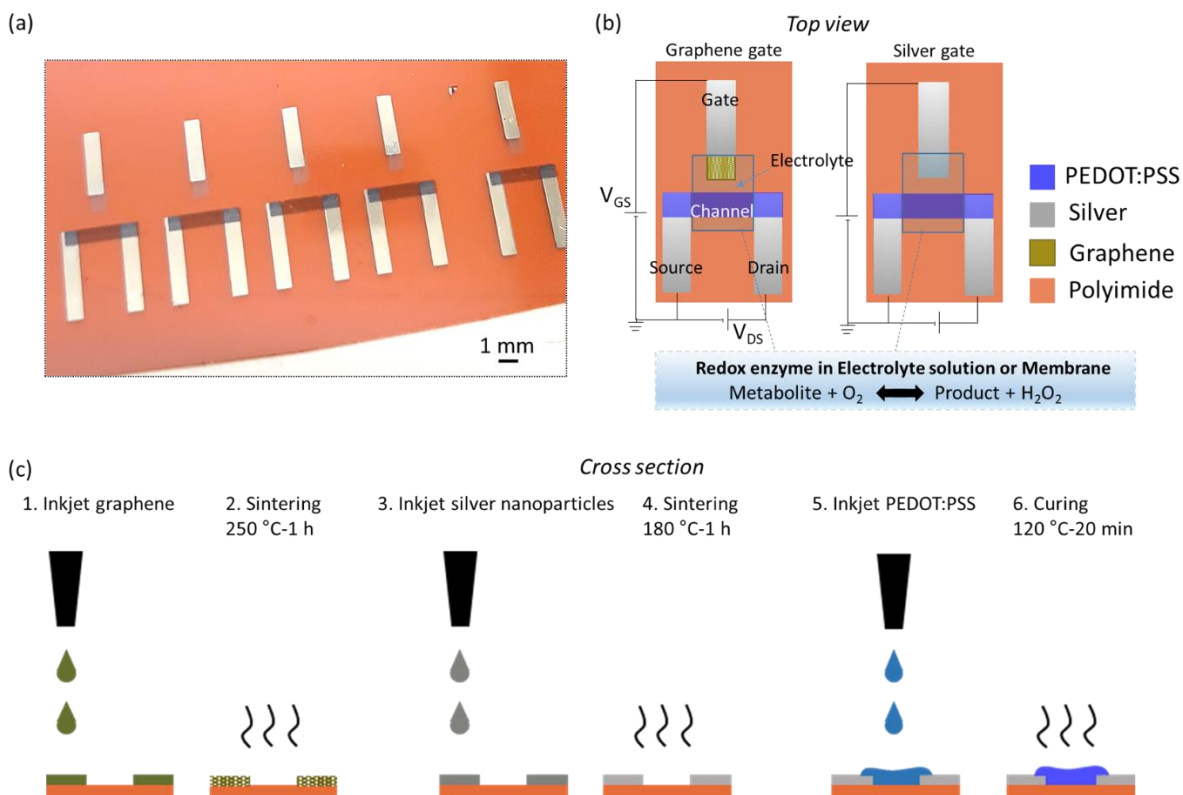 (a)
(b)
Top view
Graphene gate
Silver gate
Gate
Electrolyte
V_GS
Channel
Source
Drain
V_DS
PEDOT:PSS
Silver
Graphene
Polyimide
1 mm
Redox enzyme in Electrolyte solution or Membrane
Metabolite + O₂ ⟷ Product + H₂O₂
(c)
Cross section
1. Inkjet graphene
2. Sintering
250 °C-1 h
3. Inkjet silver nanoparticles
4. Sintering
180 °C-1 h
5. Inkjet PEDOT:PSS
6. Curing
120 °C-20 min